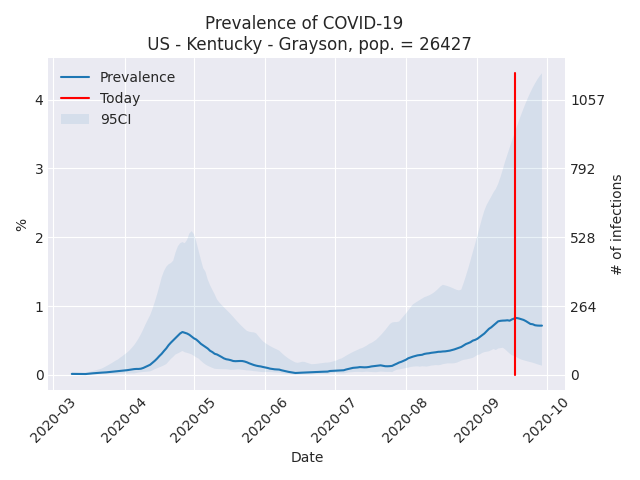 Prevalence of COVID-19
US - Kentucky - Grayson, pop. = 26427
Prevalence
Today
95CI
4
3
2
1
0
%
1057
792
528
264
0
# of infections
2020-03
2020-04
2020-05
2020-06
2020-07
2020-08
2020-09
2020-10
Date